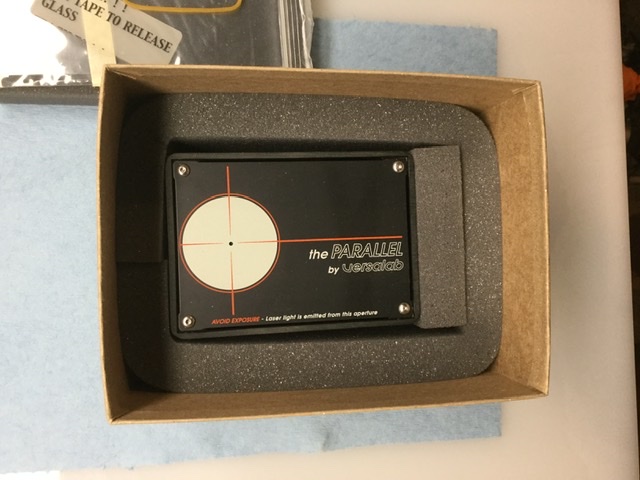 ! !
TAPE TO RELEASE
GLASS
the PARALLEL
by versalab
AVOID EXPOSURE - Laser light is emitted from this aperture